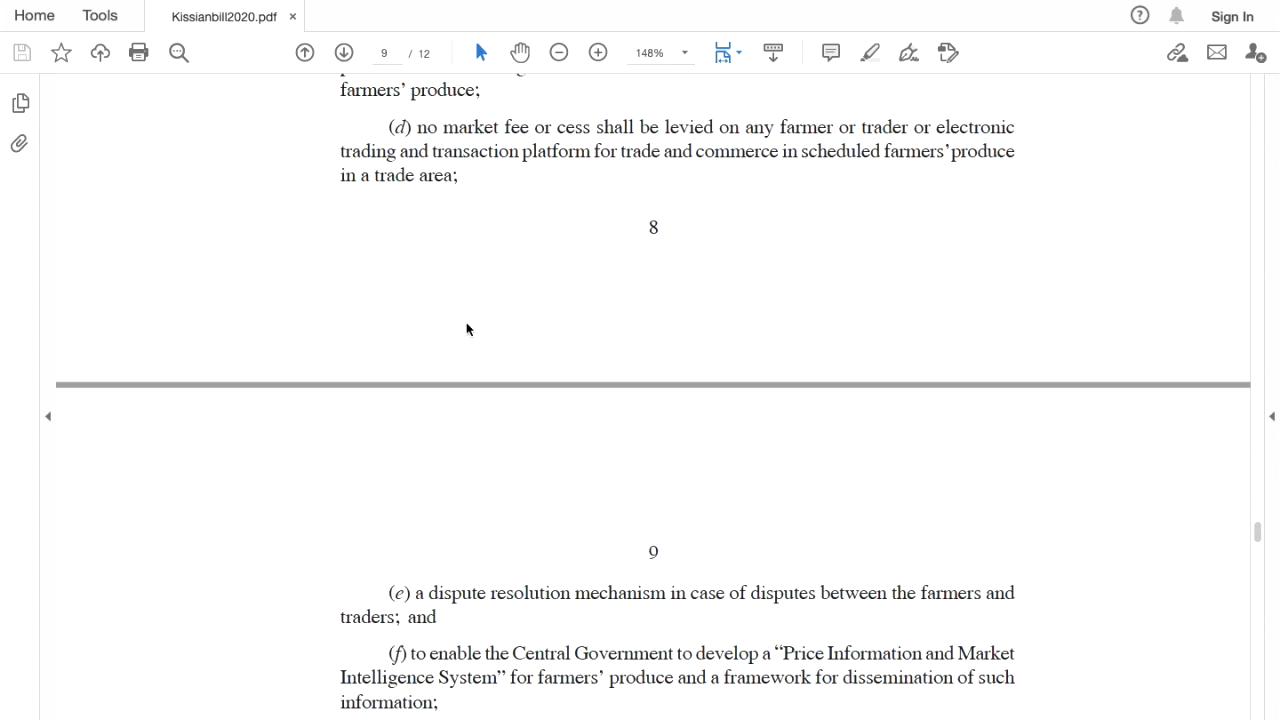 Home Tools Kissianbill2020.pdf × Sign In
9 / 12 148%
farmers’ produce;
(d) no market fee or cess shall be levied on any farmer or trader or electronic
trading and transaction platform for trade and commerce in scheduled farmers’ produce
in a trade area;
8
9
(e) a dispute resolution mechanism in case of disputes between the farmers and
traders; and
(f) to enable the Central Government to develop a “Price Information and Market
Intelligence System” for farmers’ produce and a framework for dissemination of such
information;